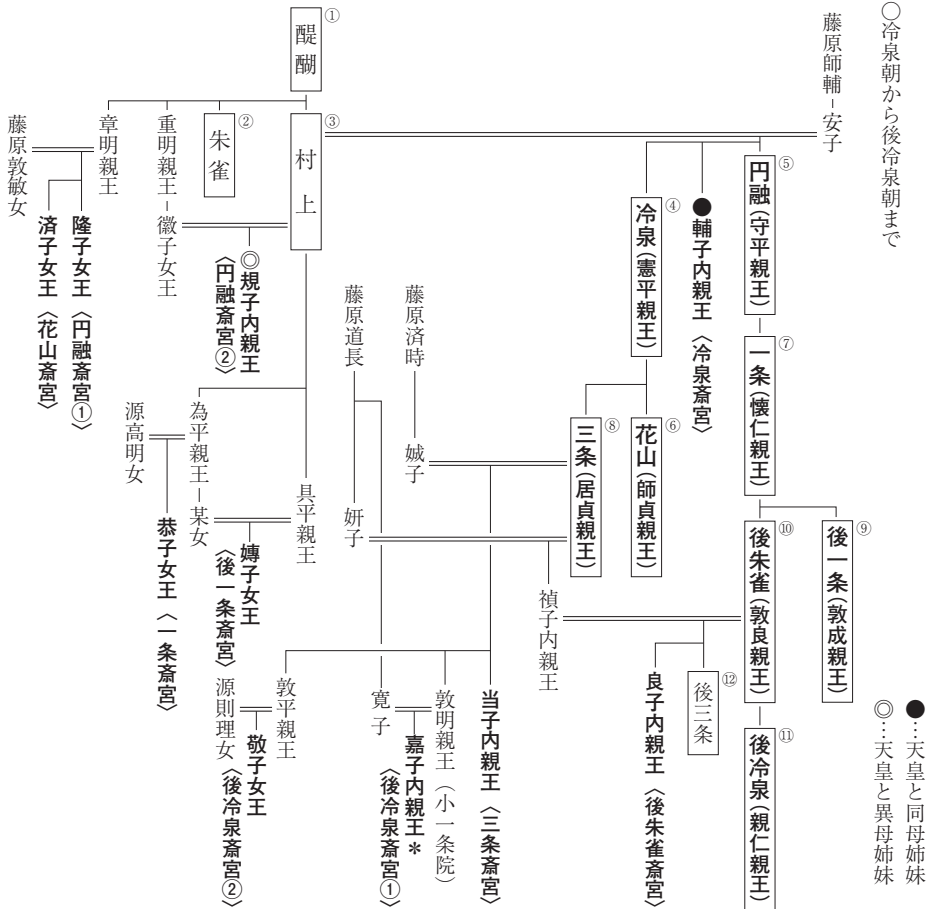 ○冷泉朝から後冷泉朝まで
●…天皇と同母姉妹
◎…天皇と異母姉妹
藤原師輔－安子
⑤
円融（守平親王）
⑦
一条（懐仁親王）
⑨
後一条（敦成親王）
⑩
後朱雀（敦良親王）
⑪
後冷泉（親仁親王）
●輔子内親王〈冷泉斎宮〉
④
冷泉（憲平親王）
⑥
花山（師貞親王）
⑧
三条（居貞親王）
禎子内親王
⑫
後三条
良子内親王〈後朱雀斎宮〉
①
醍醐
③
村上
②
朱雀
重明親王－徽子女王
章明親王
藤原敦敏女
◎規子内親王
〈円融斎宮②〉
隆子女王〈円融斎宮①〉
済子女王〈花山斎宮〉
藤原済時
娍子
藤原道長
妍子
具平親王
為平親王－某女
源高明女
嫥子女王
〈後一条斎宮〉
恭子女王〈一条斎宮〉
当子内親王〈三条斎宮〉
敦明親王（小一条院）
寛子
嘉子内親王＊
〈後冷泉斎宮①〉
敦平親王
源則理女
敬子女王
〈後冷泉斎宮②〉